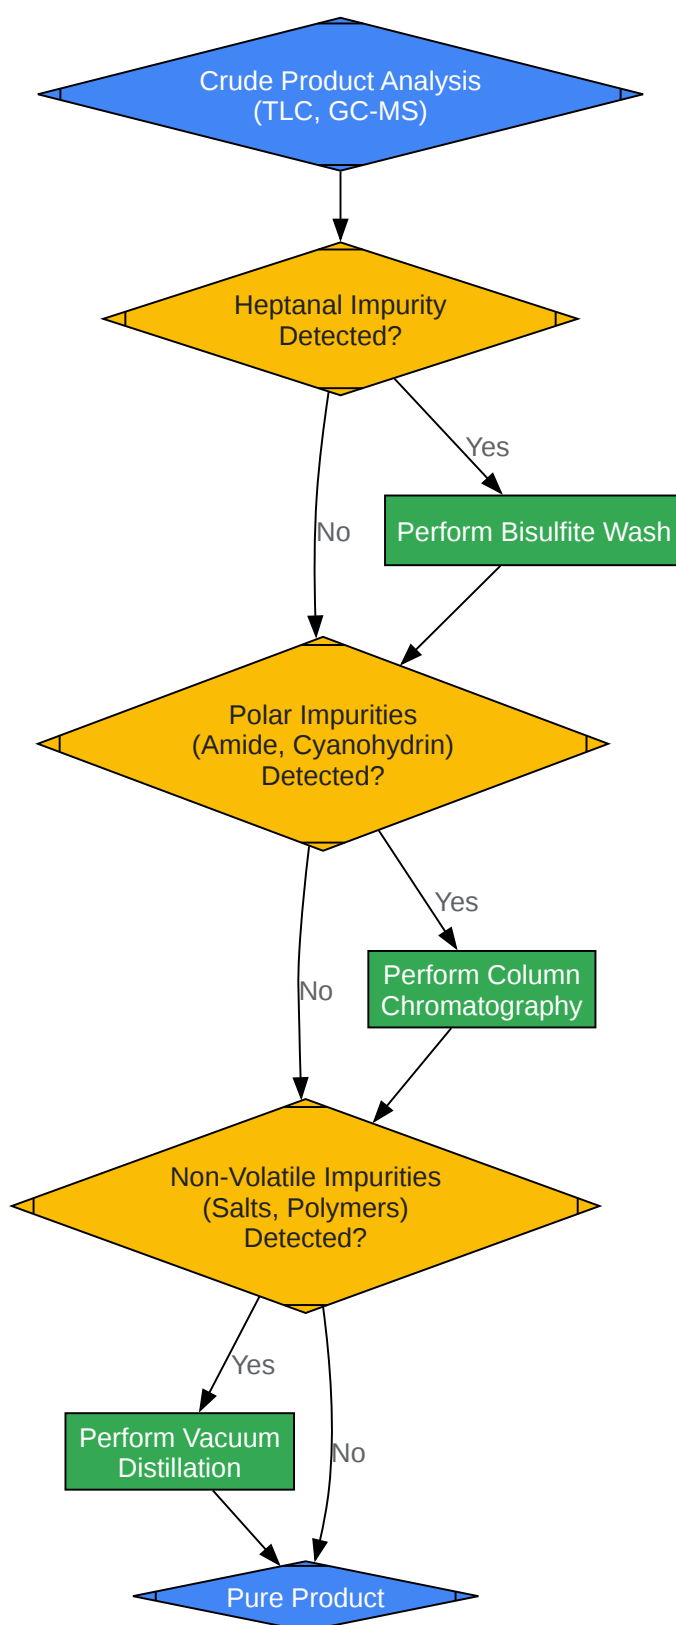 Crude Product Analysis
(TLC, GC-MS)
Heptanal Impurity
Detected?
Yes
No
Perform Bisulfite Wash
Polar Impurities
(Amide, Cyanohydrin)
Detected?
Yes
No
Perform Column
Chromatography
Non-Volatile Impurities
(Salts, Polymers)
Detected?
Yes
No
Perform Vacuum
Distillation
Pure Product